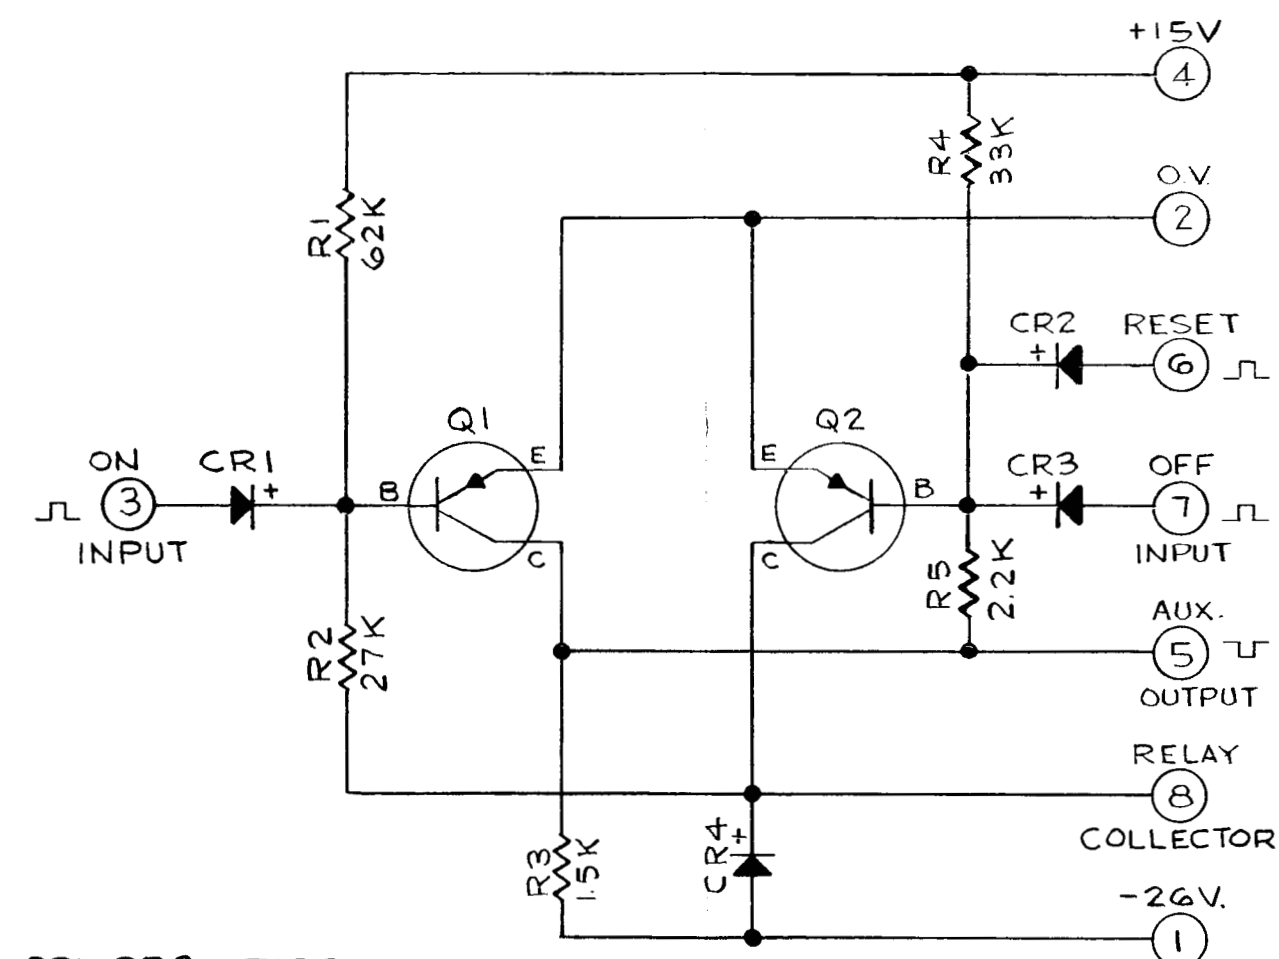 +15V
4
R4
33K
O.V.
2
R1
62K
CR2
RESET
+
6
Q1
Q2
ON
CR1
E
E
CR3
OFF
3
+
B
B
+
7
INPUT
C
C
INPUT
R5
2.2K
AUX.
5
R2
27K
OUTPUT
RELAY
8
COLLECTOR
R3
1.5K
CR4
+
-26V.
1